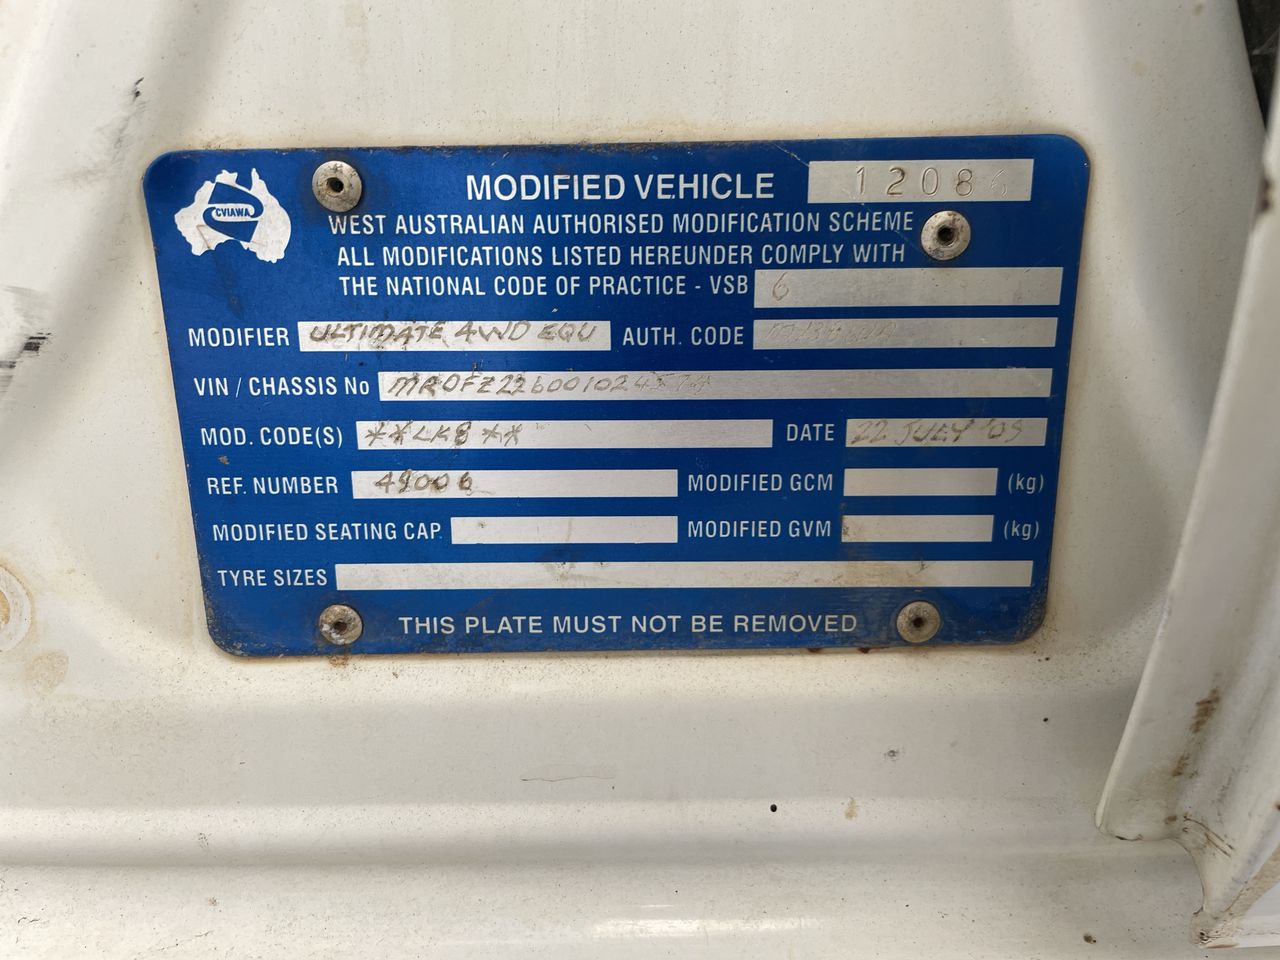 CVIAWA
MODIFIED VEHICLE 12086
WEST AUSTRALIAN AUTHORISED MODIFICATION SCHEME
ALL MODIFICATIONS LISTED HEREUNDER COMPLY WITH
THE NATIONAL CODE OF PRACTICE - VSB 6
MODIFIER ULTIMATE 4WD EQU AUTH. CODE
VIN / CHASSIS No
MOD. CODE(S) **LK8** DATE 22 JULY '09
REF. NUMBER 49006 MODIFIED GCM (kg)
MODIFIED SEATING CAP. MODIFIED GVM (kg)
TYRE SIZES
THIS PLATE MUST NOT BE REMOVED